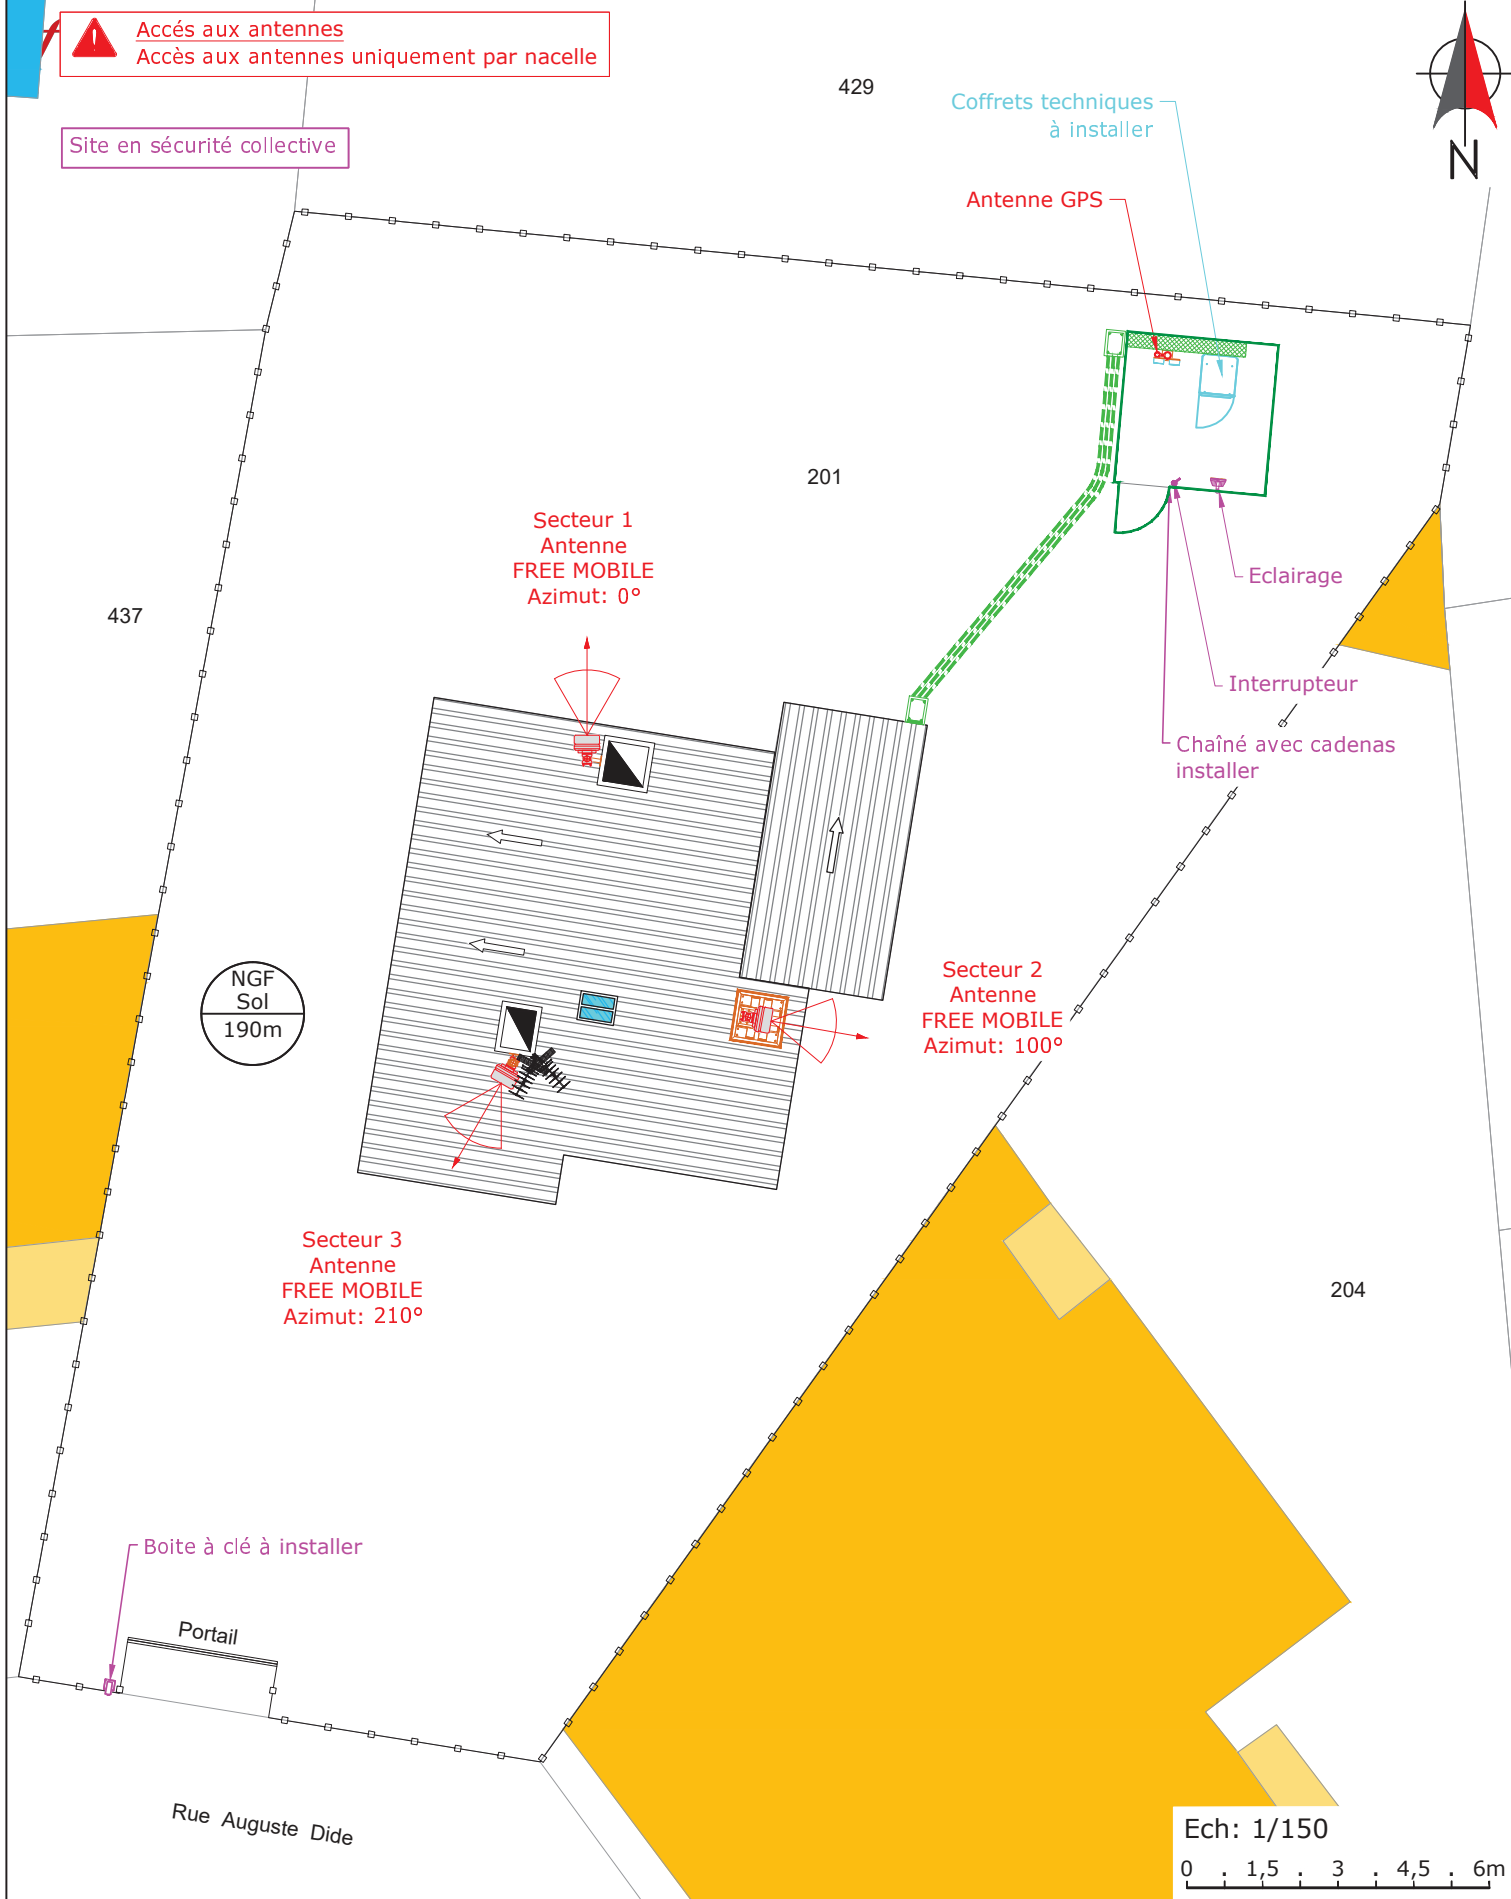 Accés aux antennes
Accès aux antennes uniquement par nacelle
Site en sécurité collective
429
Coffrets techniques
à installer
Antenne GPS
N
201
Secteur 1
Antenne
FREE MOBILE
Azimut: 0°
437
Eclairage
Interrupteur
Chaîné avec cadenas
installer
NGF
Sol
190m
Secteur 2
Antenne
FREE MOBILE
Azimut: 100°
Secteur 3
Antenne
FREE MOBILE
Azimut: 210°
204
Boite à clé à installer
Portail
Rue Auguste Dide
Ech: 1/150
0 . 1,5 . 3 . 4,5 . 6m